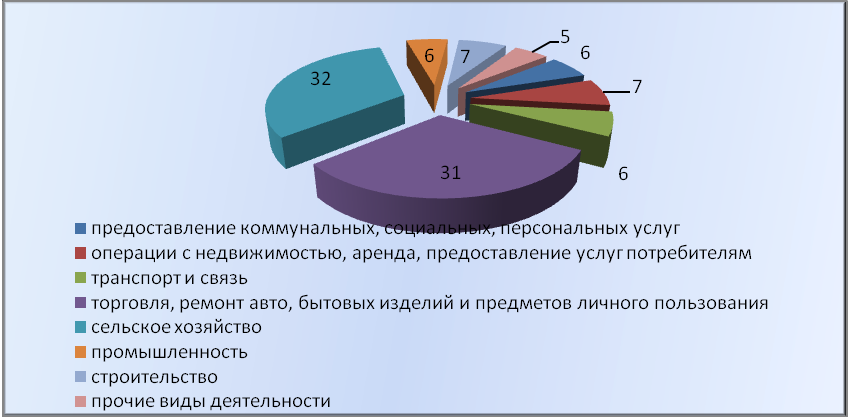 5
6
32
6
7
7
31
6
предоставление коммунальных, социальных, персональных услуг
операции с недвижимостью, аренда, предоставление услуг потребителям
транспорт и связь
торговля, ремонт авто, бытовых изделий и предметов личного пользования
сельское хозяйство
промышленность
строительство
прочие виды деятельности